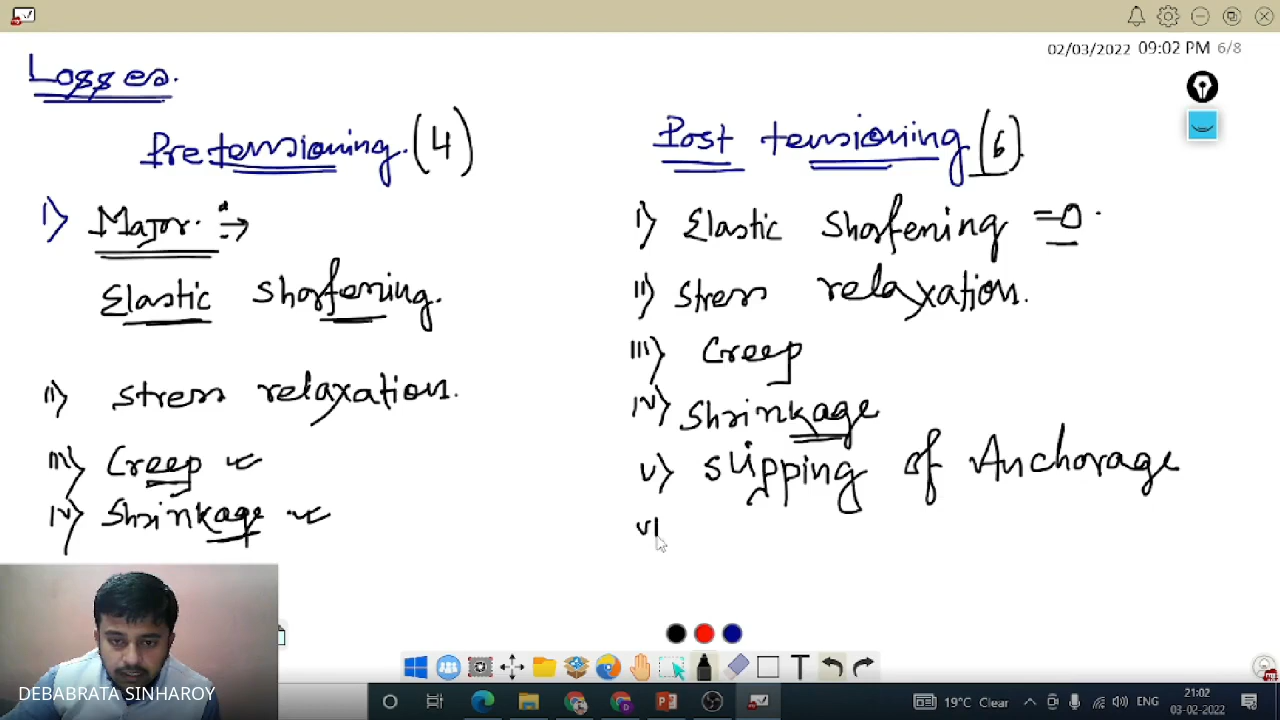 02/03/2022 09:02 PM 6/8
Losses.
Pretensioning. (4)
i) Major. :→
Elastic Shortening.
ii) Stress relaxation.
iii) Creep
iv) Shrinkage
Post tensioning (6).
i) Elastic Shortening = 0.
ii) Stress relaxation.
iii) Creep
iv) Shrinkage
v) Slipping of Anchorage
vi
DEBABRATA SINHAROY
19°C Clear
ENG
21:02
03-02-2022